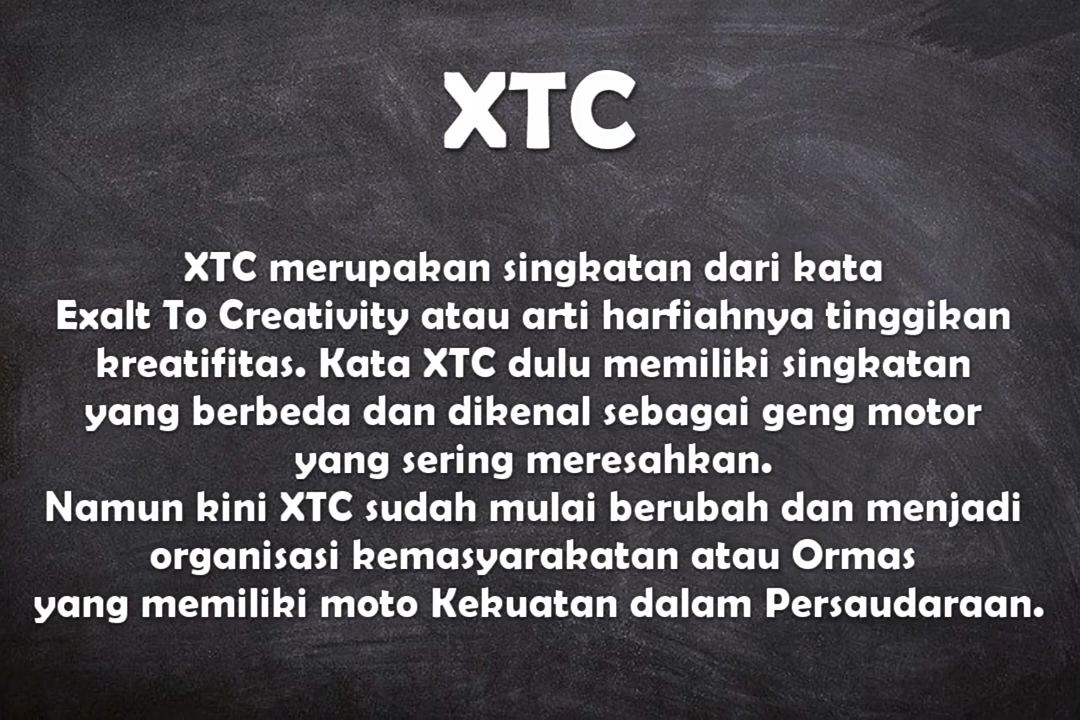 XTC
XTC merupakan singkatan dari kata
Exalt To Creativity atau arti harfiahnya tinggikan
kreatifitas. Kata XTC dulu memiliki singkatan
yang berbeda dan dikenal sebagai geng motor
yang sering meresahkan.
Namun kini XTC sudah mulai berubah dan menjadi
organisasi kemasyarakatan atau Ormas
yang memiliki moto Kekuatan dalam Persaudaraan.